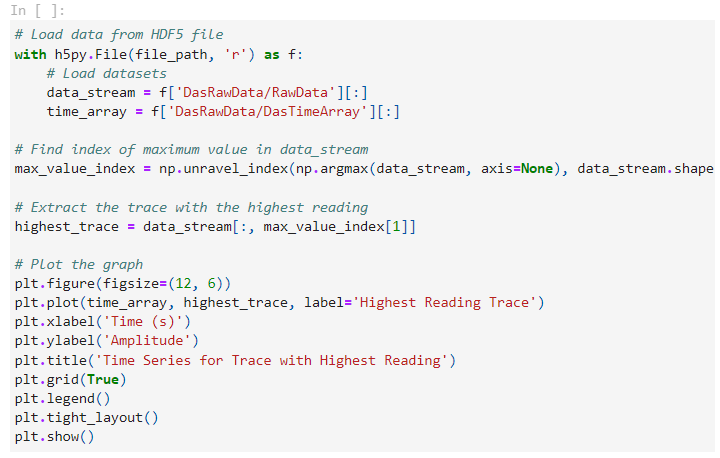 In [ ]:
# Load data from HDF5 file
with h5py.File(file_path, 'r') as f:
    # Load datasets
    data_stream = f['DasRawData/RawData'][:]
    time_array = f['DasRawData/DasTimeArray'][:]

# Find index of maximum value in data_stream
max_value_index = np.unravel_index(np.argmax(data_stream, axis=None), data_stream.shape

# Extract the trace with the highest reading
highest_trace = data_stream[:, max_value_index[1]]

# Plot the graph
plt.figure(figsize=(12, 6))
plt.plot(time_array, highest_trace, label='Highest Reading Trace')
plt.xlabel('Time (s)')
plt.ylabel('Amplitude')
plt.title('Time Series for Trace with Highest Reading')
plt.grid(True)
plt.legend()
plt.tight_layout()
plt.show()